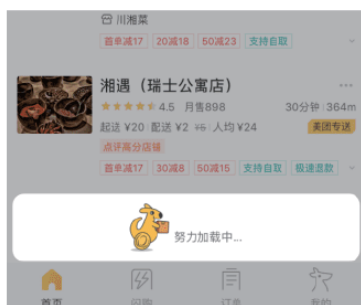 川湘菜
首单减17 20减18 50减23 支持自取
湘遇（瑞士公寓店）
4.5 月售898 30分钟 364m
起送 ¥20 配送 ¥2 ¥5 人均 ¥24 美团专送
点评高分店铺
首单减17 30减8 50减15 支持自取 极速退款
努力加载中...
首页 闪购 订单 我的